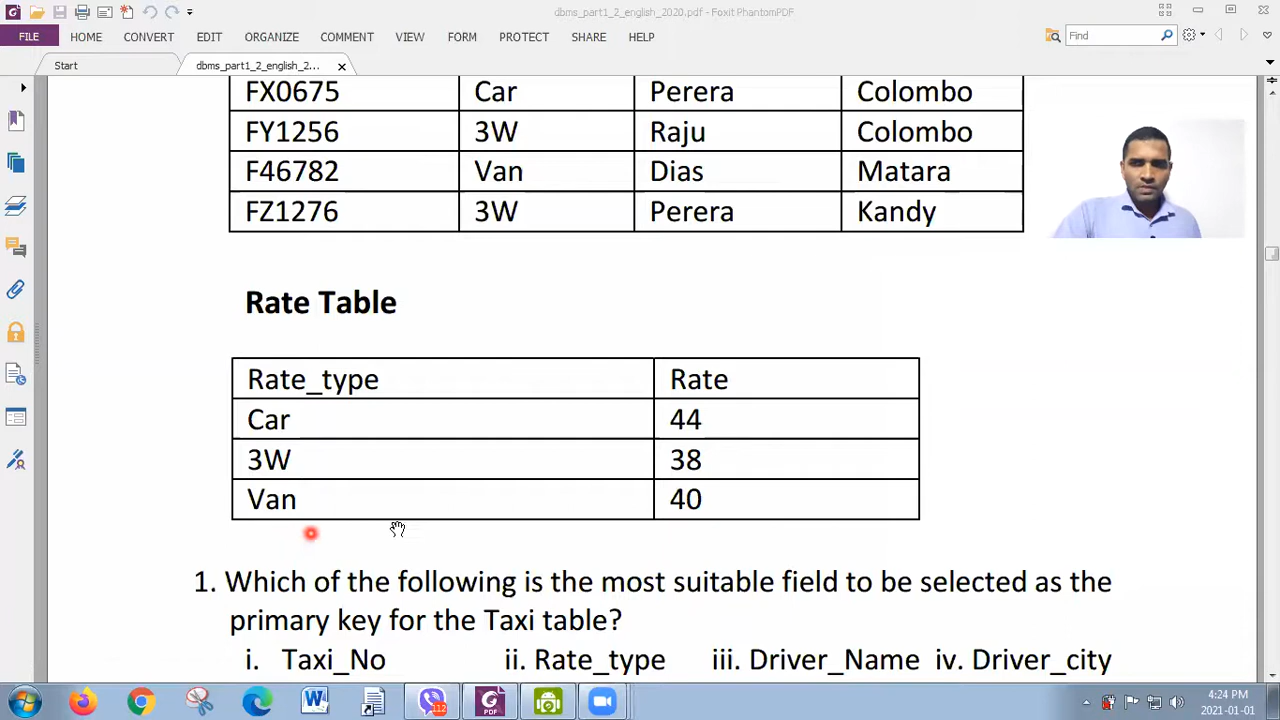 dbms_part1_2_english_2020.pdf - Foxit PhantomPDF
FILE HOME CONVERT EDIT ORGANIZE COMMENT VIEW FORM PROTECT SHARE HELP Find
Start dbms_part1_2_english_2...
FX0675 Car Perera Colombo
FY1256 3W Raju Colombo
F46782 Van Dias Matara
FZ1276 3W Perera Kandy
Rate Table
Rate_type Rate
Car 44
3W 38
Van 40
1. Which of the following is the most suitable field to be selected as the
primary key for the Taxi table?
i. Taxi_No ii. Rate_type iii. Driver_Name iv. Driver_city
112
PDF
4:24 PM
2021-01-01